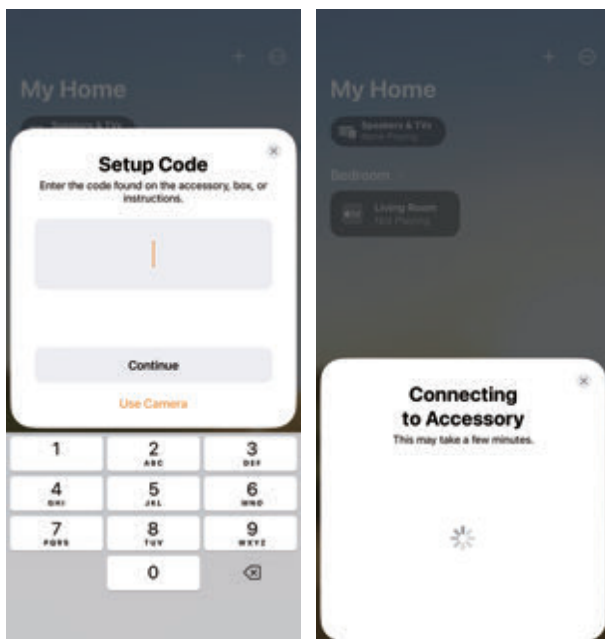 My Home
Speakers & TVs
Setup Code
Enter the code found on the accessory, box, or
instructions.
Continue
Use Camera
1
2
ABC
3
DEF
4
GHI
5
JKL
6
MNO
7
PQRS
8
TUV
9
WXYZ
0
My Home
Speakers & TVs
Bedroom
Living Room
Not Playing
Connecting
to Accessory
This may take a few minutes.